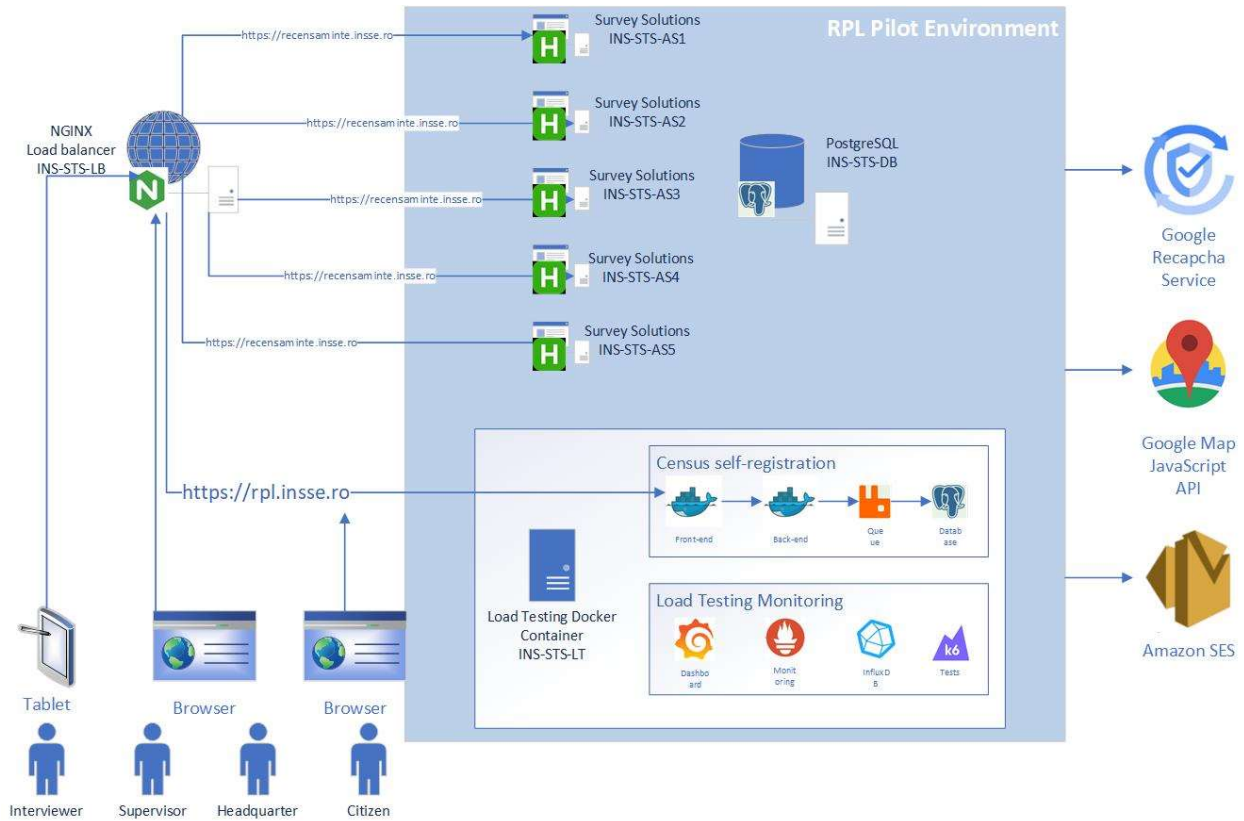 RPL Pilot Environment
https://recensaminte.insse.ro
Survey Solutions
INS-STS-AS1
https://recensaminte.insse.ro
Survey Solutions
INS-STS-AS2
NGINX
Load balancer
INS-STS-LB
N
https://recensaminte.insse.ro
Survey Solutions
INS-STS-AS3
https://recensaminte.insse.ro
Survey Solutions
INS-STS-AS4
https://recensaminte.insse.ro
Survey Solutions
INS-STS-AS5
H
H
H
H
H
PostgreSQL
INS-STS-DB
Google
Recapcha
Service
Google Map
JavaScript
API
Amazon SES
https://rpl.insse.ro
Load Testing Docker
Container
INS-STS-LT
Census self-registration
Front-end
Back-end
Que
ue
Datab
ase
Load Testing Monitoring
Dashbo
ard
Monit
oring
InfluxD
B
k6
Tests
Tablet
Browser
Browser
Interviewer
Supervisor
Headquarter
Citizen